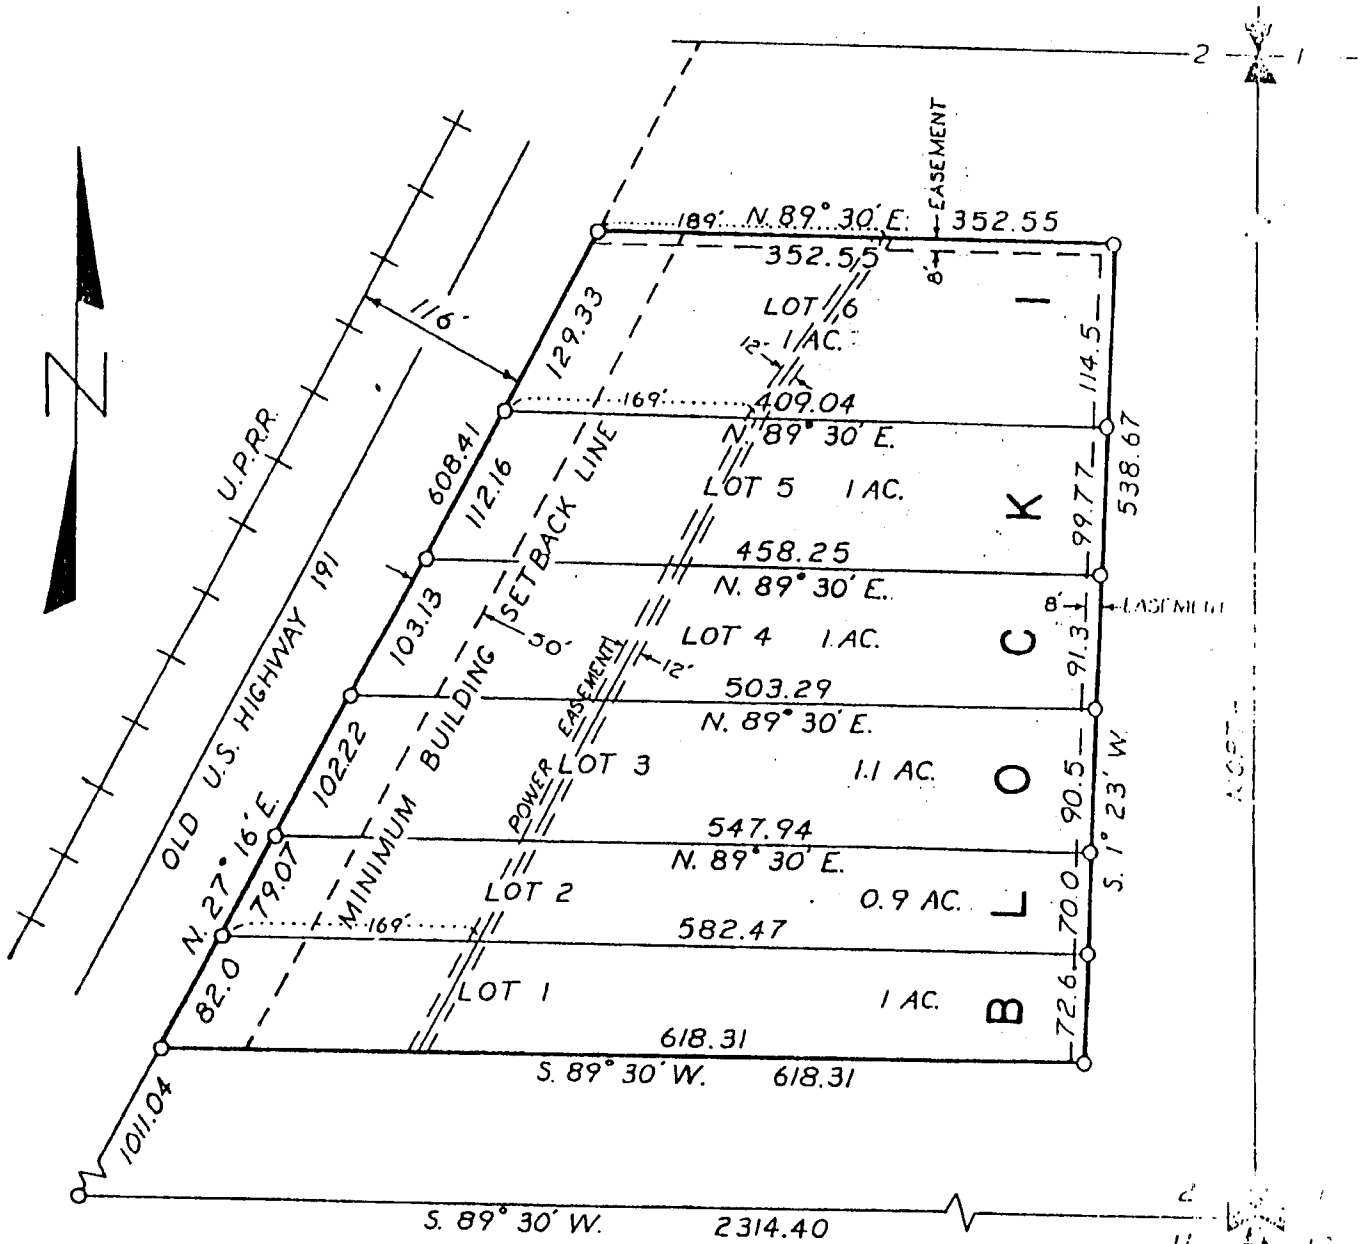 2 1
EASEMENT
189' N. 89° 30' E. 352.55
352.55
8'
N
116'
129.33
LOT 6
1 AC.
I
12'
114.5
169' 409.04
N 89° 30' E.
U.P.R.R.
608.41
112.16
LOT 5 1 AC.
K
99.77
538.67
458.25
N. 89° 30' E.
8' EASEMENT
OLD U.S. HIGHWAY 191
103.13
MINIMUM BUILDING SETBACK LINE
50'
LOT 4 1 AC.
C
91.3
12'
503.29
N. 89° 30' E.
POWER EASEMENT
102.22
LOT 3 1.1 AC.
O
90.5
S. 1° 23' W.
547.94
N. 89° 30' E.
N. 27° 16' E.
79.07
LOT 2 0.9 AC.
L
70.0
169' 582.47
82.0
LOT 1 1 AC.
B
72.6
618.31
S. 89° 30' W. 618.31
1011.04
S. 89° 30' W. 2314.40